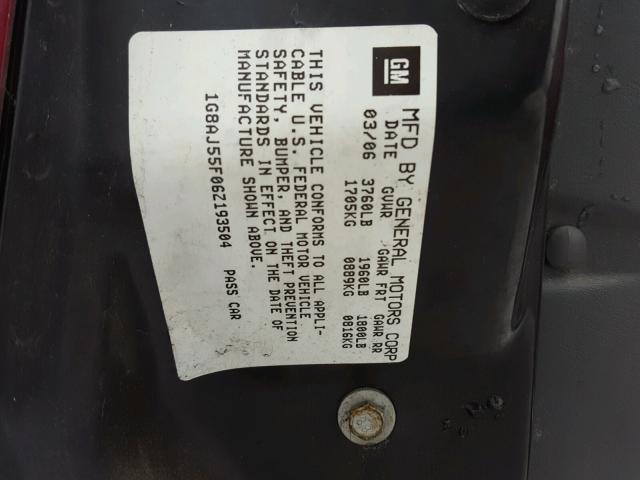 GM
MFD BY GENERAL MOTORS CORP
DATE GVWR GAWR FRT GAWR RR
03/06 3760LB 1960LB 1800LB
1705KG 0889KG 0816KG
THIS VEHICLE CONFORMS TO ALL APPLI-
CABLE U.S. FEDERAL MOTOR VEHICLE
SAFETY, BUMPER, AND THEFT PREVENTION
STANDARDS IN EFFECT ON THE DATE OF
MANUFACTURE SHOWN ABOVE.
1G8AJ55F06Z193504 PASS CAR